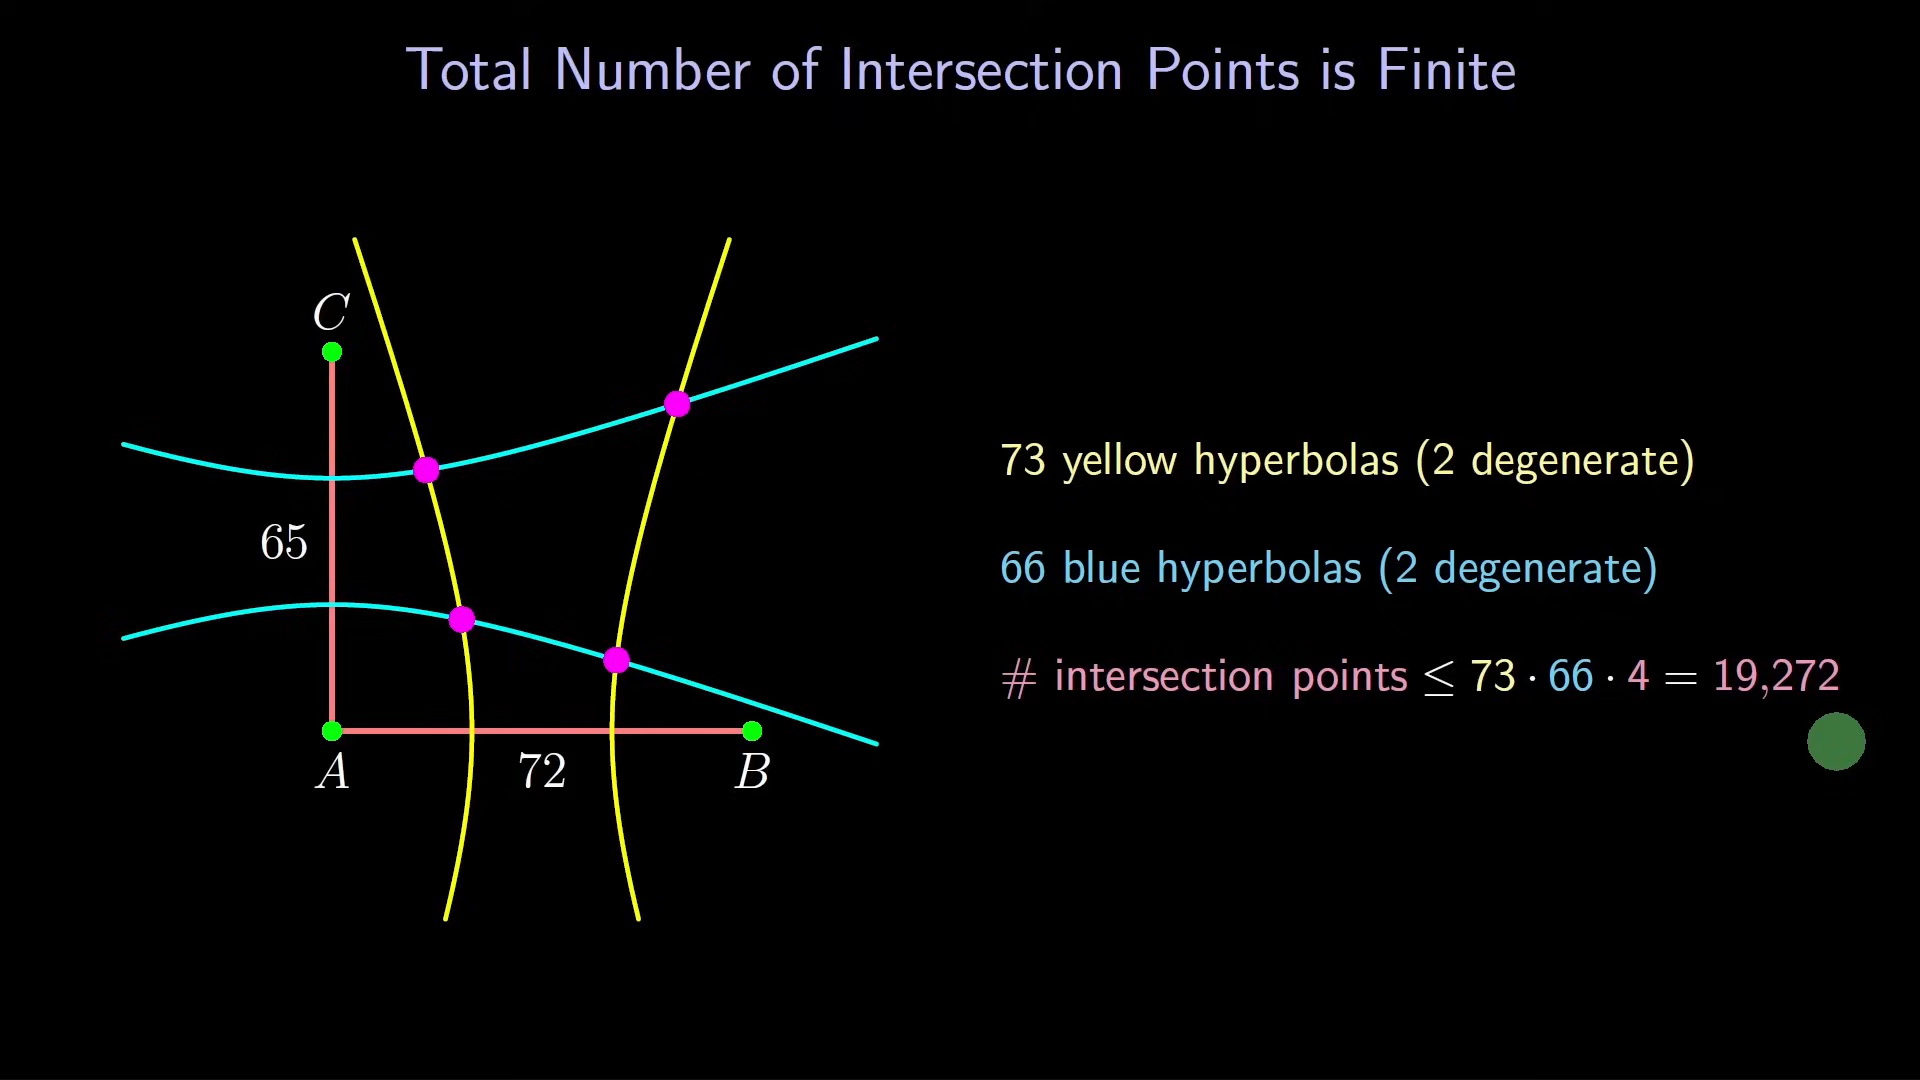 Total Number of Intersection Points is Finite
C
65
A
72
B
73 yellow hyperbolas (2 degenerate)
66 blue hyperbolas (2 degenerate)
# intersection points ≤ 73 · 66 · 4 = 19,272